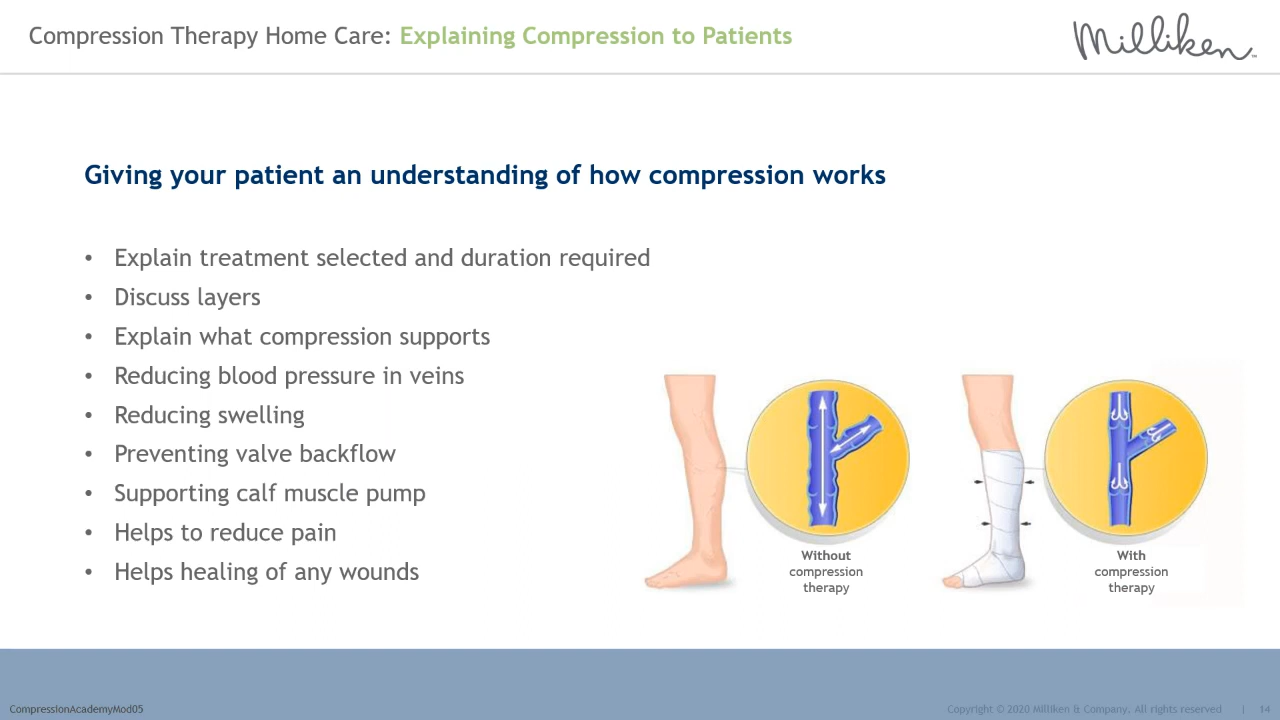 Compression Therapy Home Care: Explaining Compression to Patients
Milliken™
Giving your patient an understanding of how compression works
• Explain treatment selected and duration required
• Discuss layers
• Explain what compression supports
• Reducing blood pressure in veins
• Reducing swelling
• Preventing valve backflow
• Supporting calf muscle pump
• Helps to reduce pain
• Helps healing of any wounds
Without
compression
therapy
With
compression
therapy
CompressionAcademyMod05
Copyright © 2020 Milliken & Company. All rights reserved | 14